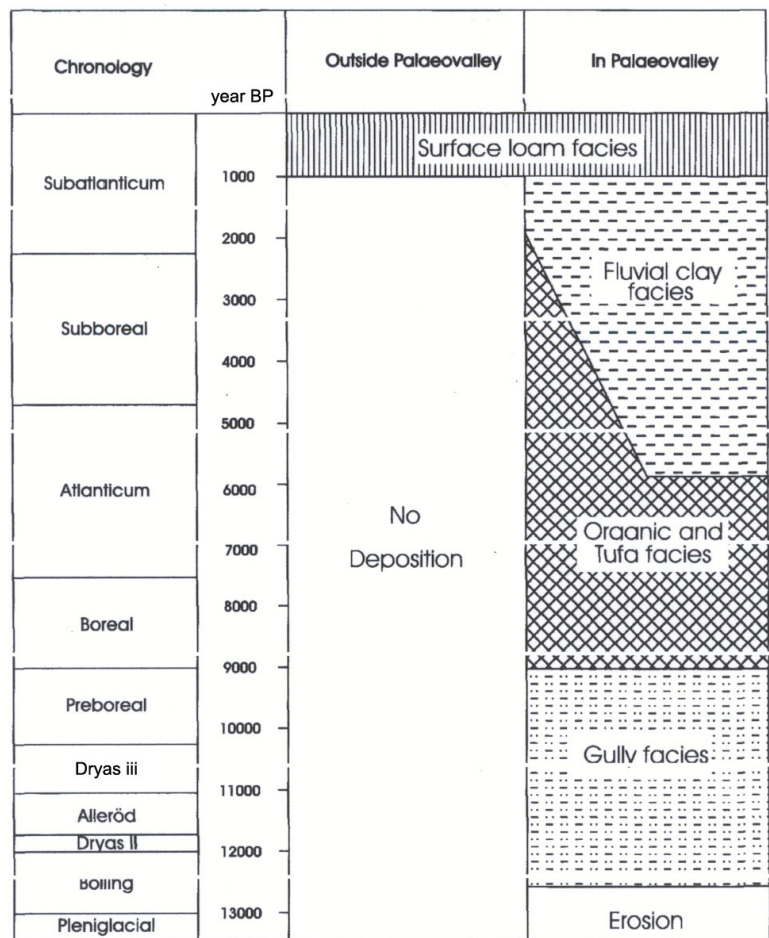 Chronology
year BP
Outside Palaeovalley
In Palaeovalley
Surface loam facies
Subatlanticum
1000
2000
Fluvial clay
facies
3000
Subboreal
4000
5000
Atlanticum
6000
No
Deposition
Oraanic and
Tufa facies
7000
8000
Boreal
9000
Preboreal
10000
Gullv facies
Dryas iii
11000
Alleröd
Dryas II
12000
Bolling
13000
Pleniglacial
Erosion